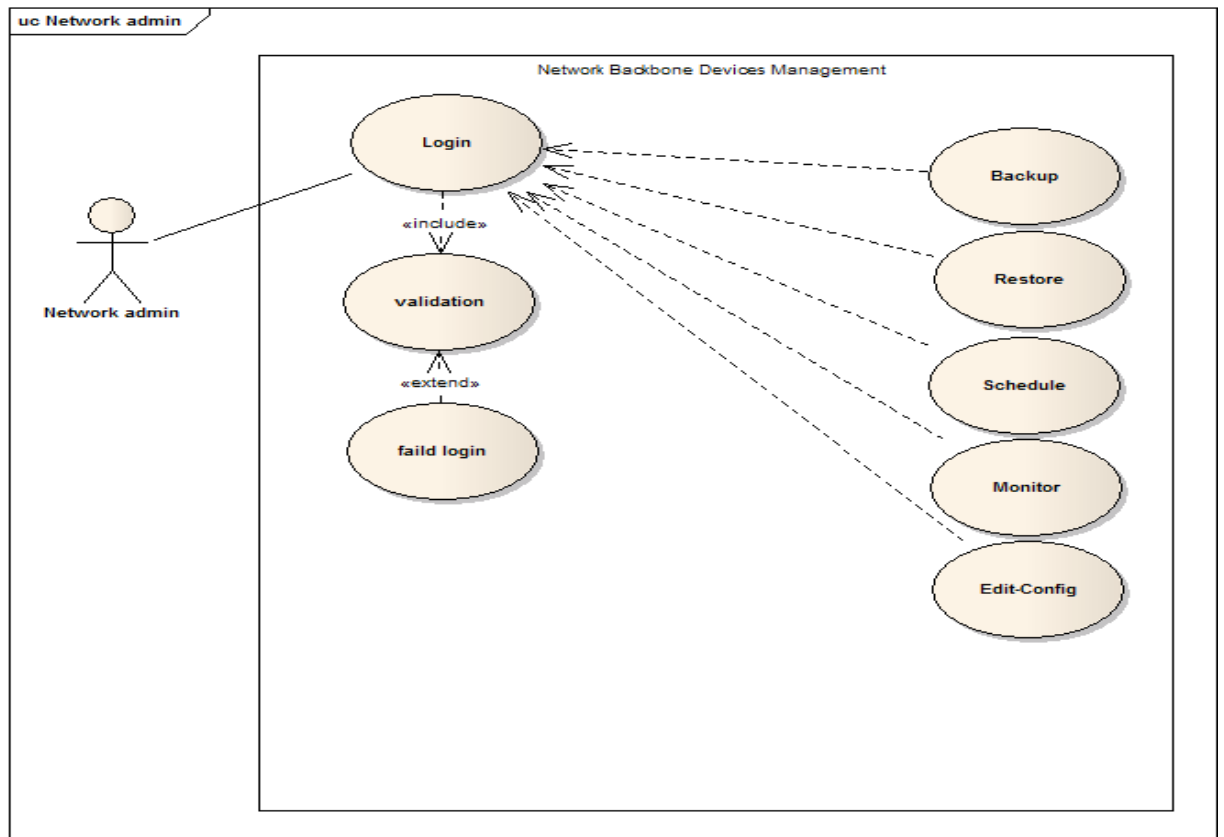 uc Network admin
Network Backbone Devices Management
Login
Backup
«include»
Network admin
validation
Restore
«extend»
Schedule
faild login
Monitor
Edit-Config